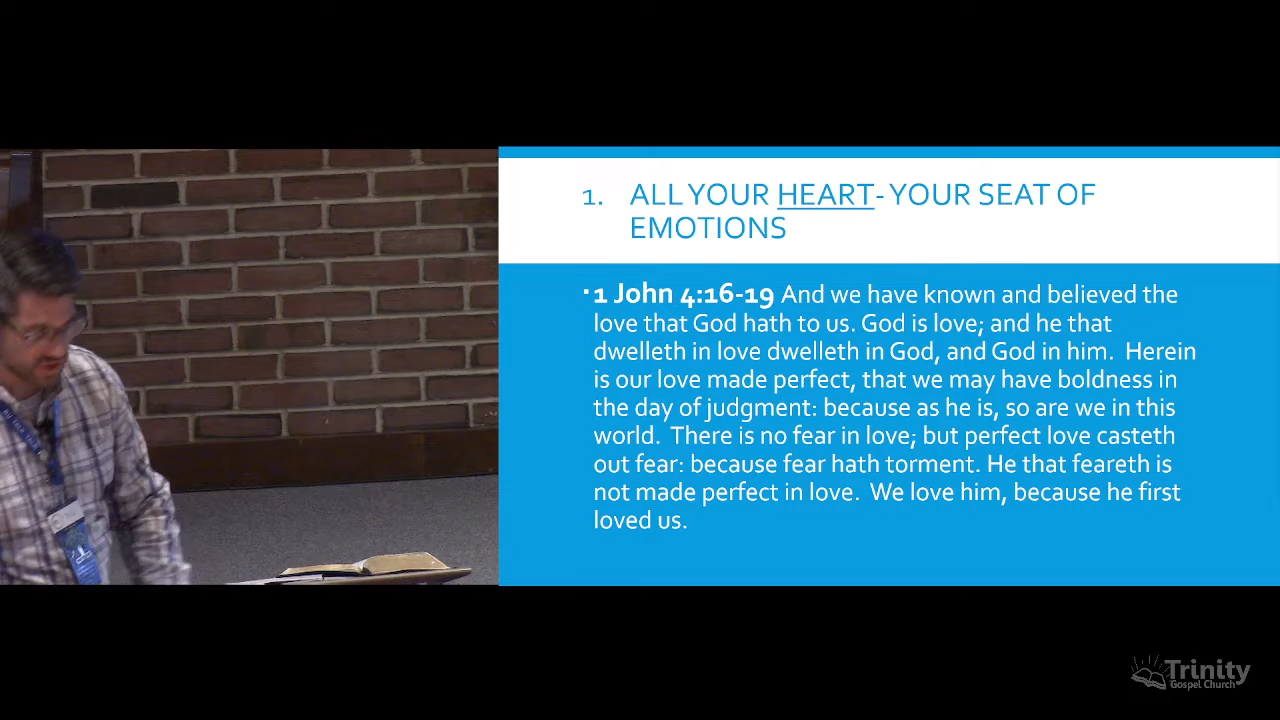 1. ALL YOUR HEART- YOUR SEAT OF
EMOTIONS
▪1 John 4:16-19 And we have known and believed the
love that God hath to us. God is love; and he that
dwelleth in love dwelleth in God, and God in him.  Herein
is our love made perfect, that we may have boldness in
the day of judgment: because as he is, so are we in this
world.  There is no fear in love; but perfect love casteth
out fear: because fear hath torment. He that feareth is
not made perfect in love.  We love him, because he first
loved us.
Trinity
Gospel Church